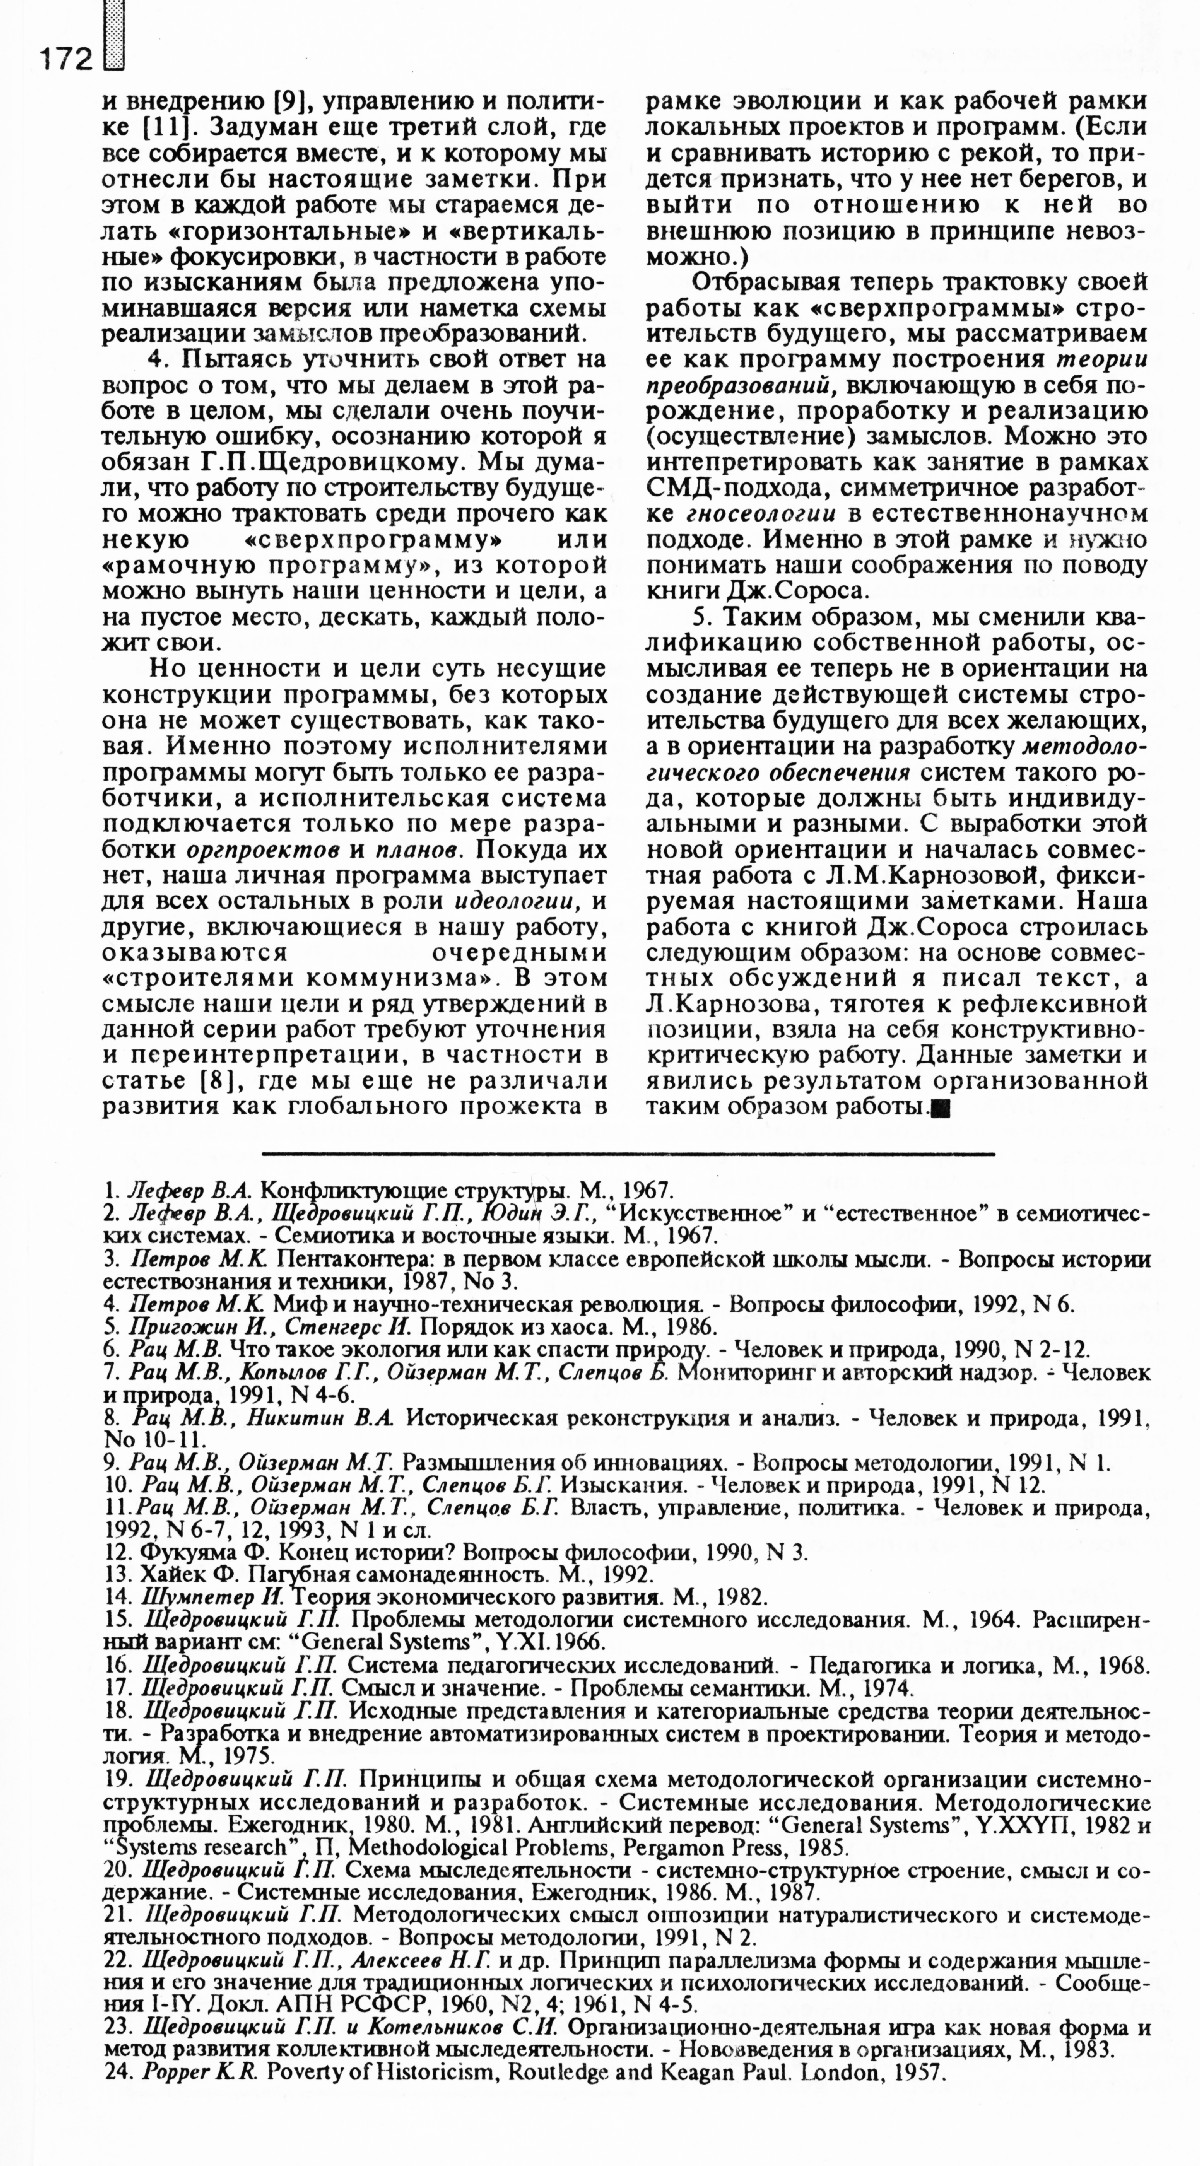 172
и внедрению [9], управлению и полити-
ке [11]. Задуман еще третий слой, где
все собирается вместе, и к которому мы
отнесли бы настоящие заметки. При
этом в каждой работе мы стараемся де-
лать «горизонтальные» и «вертикаль-
ные» фокусировки, в частности в работе
по изысканиям была предложена упо-
минавшаяся версия или наметка схемы
реализации замыслов преобразований.
4. Пытаясь уточнить свой ответ на
вопрос о том, что мы делаем в этой ра-
боте в целом, мы сделали очень поучи-
тельную ошибку, осознанию которой я
обязан Г.П.Щедровицкому. Мы дума-
ли, что работу по строительству будуще-
го можно трактовать среди прочего как
некую «сверхпрограмму» или
«рамочную программу», из которой
можно вынуть наши ценности и цели, а
на пустое место, дескать, каждый поло-
жит свои.
Но ценности и цели суть несущие
конструкции программы, без которых
она не может существовать, как тако-
вая. Именно поэтому исполнителями
программы могут быть только ее разра-
ботчики, а исполнительская система
подключается только по мере разра-
ботки оргпроектов и планов. Покуда их
нет, наша личная программа выступает
для всех остальных в роли идеологии, и
другие, включающиеся в нашу работу,
оказываются очередными
«строителями коммунизма». В этом
смысле наши цели и ряд утверждений в
данной серии работ требуют уточнения
и переинтерпретации, в частности в
статье [8], где мы еще не различали
развития как глобального прожекта в
рамке эволюции и как рабочей рамки
локальных проектов и программ. (Если
и сравнивать историю с рекой, то при-
дется признать, что у нее нет берегов, и
выйти по отношению к ней во
внешнюю позицию в принципе невоз-
можно.)
Отбрасывая теперь трактовку своей
работы как «сверхпрограммы» стро-
ительств будущего, мы рассматриваем
ее как программу построения теории
преобразований, включающую в себя по-
рождение, проработку и реализацию
(осуществление) замыслов. Можно это
интепретировать как занятие в рамках
СМД-подхода, симметричное разработ-
ке гносеологии в естественнонаучном
подходе. Именно в этой рамке и нужно
понимать наши соображения по поводу
книги Дж.Сороса.
5. Таким образом, мы сменили ква-
лификацию собственной работы, ос-
мысливая ее теперь не в ориентации на
создание действующей системы стро-
ительства будущего для всех желающих,
а в ориентации на разработку методоло-
гического обеспечения систем такого ро-
да, которые должны быть индивиду-
альными и разными. С выработки этой
новой ориентации и началась совмес-
тная работа с Л.М.Карнозовой, фикси-
руемая настоящими заметками. Наша
работа с книгой Дж.Сороса строилась
следующим образом: на основе совмес-
тных обсуждений я писал текст, а
Л.Карнозова, тяготея к рефлексивной
позиции, взяла на себя конструктивно-
критическую работу. Данные заметки и
явились результатом организованной
таким образом работы.■
1. Лефевр В.А. Конфликтующие структуры. М., 1967.
2. Лефевр В.А., Щедровицкий Г.П., Юдин Э.Г., “Искусственное” и “естественное” в семиотичес-
ких системах. - Семиотика и восточные языки. М., 1967.
3. Петров М.К. Пентаконтера: в первом классе европейской школы мысли. - Вопросы истории
естествознания и техники, 1987, No 3.
4. Петров М.К. Миф и научно-техническая революция. - Вопросы философии, 1992, N 6.
5. Пригожин И., Стенгерс И. Порядок из хаоса. М., 1986.
6. Рац М.В. Что такое экология или как спасти природу. - Человек и природа, 1990, N 2-12.
7. Рац М.В., Копылов Г.Г., Ойзерман М.Т., Слепцов Б. Мониторинг и авторский надзор. - Человек
и природа, 1991, N 4-6.
8. Рац М.В., Никитин В.А. Историческая реконструкция и анализ. - Человек и природа, 1991,
No 10-11.
9. Рац М.В., Ойзерман М.Т. Размышления об инновациях. - Вопросы методологии, 1991, N 1.
10. Рац М.В., Ойзерман М.Т., Слепцов Б.Г. Изыскания. - Человек и природа, 1991, N 12.
11.Рац М.В., Ойзерман М.Т., Слепцов Б.Г. Власть, управление, политика. - Человек и природа,
1992, N 6-7, 12, 1993, N 1 и сл.
12. Фукуяма Ф. Конец истории? Вопросы философии, 1990, N 3.
13. Хайек Ф. Пагубная самонадеянность. М., 1992.
14. Шумпетер И. Теория экономического развития. М., 1982.
15. Щедровицкий Г.П. Проблемы методологии системного исследования. М., 1964. Расширен-
ный вариант см: “General Systems”, Y.XI.1966.
16. Щедровицкий Г.П. Система педагогических исследований. - Педагогика и логика, М., 1968.
17. Щедровицкий Г.П. Смысл и значение. - Проблемы семантики. М., 1974.
18. Щедровицкий Г.П. Исходные представления и категориальные средства теории деятельнос-
ти. - Разработка и внедрение автоматизированных систем в проектировании. Теория и методо-
логия. М., 1975.
19. Щедровицкий Г.П. Принципы и общая схема методологической организации системно-
структурных исследований и разработок. - Системные исследования. Методологические
проблемы. Ежегодник, 1980. М., 1981. Английский перевод: “General Systems”, Y.XXYП, 1982 и
“Systems research”, П, Methodological Problems, Pergamon Press, 1985.
20. Щедровицкий Г.П. Схема мыследеятельности - системно-структурное строение, смысл и со-
держание. - Системные исследования, Ежегодник, 1986. М., 1987.
21. Щедровицкий Г.П. Методологических смысл оппозиции натуралистического и системоде-
ятельностного подходов. - Вопросы методологии, 1991, N 2.
22. Щедровицкий Г.П., Алексеев Н.Г. и др. Принцип параллелизма формы и содержания мышле-
ния и его значение для традиционных логических и психологических исследований. - Сообще-
ния I-IY. Докл. АПН РСФСР, 1960, N2, 4; 1961, N 4-5.
23. Щедровицкий Г.П. и Котельников С.И. Организационно-деятельная игра как новая форма и
метод развития коллективной мыследеятельности. - Нововведения в организациях, М., 1983.
24. Popper K.R. Poverty of Historicism, Routledge and Keagan Paul. London, 1957.